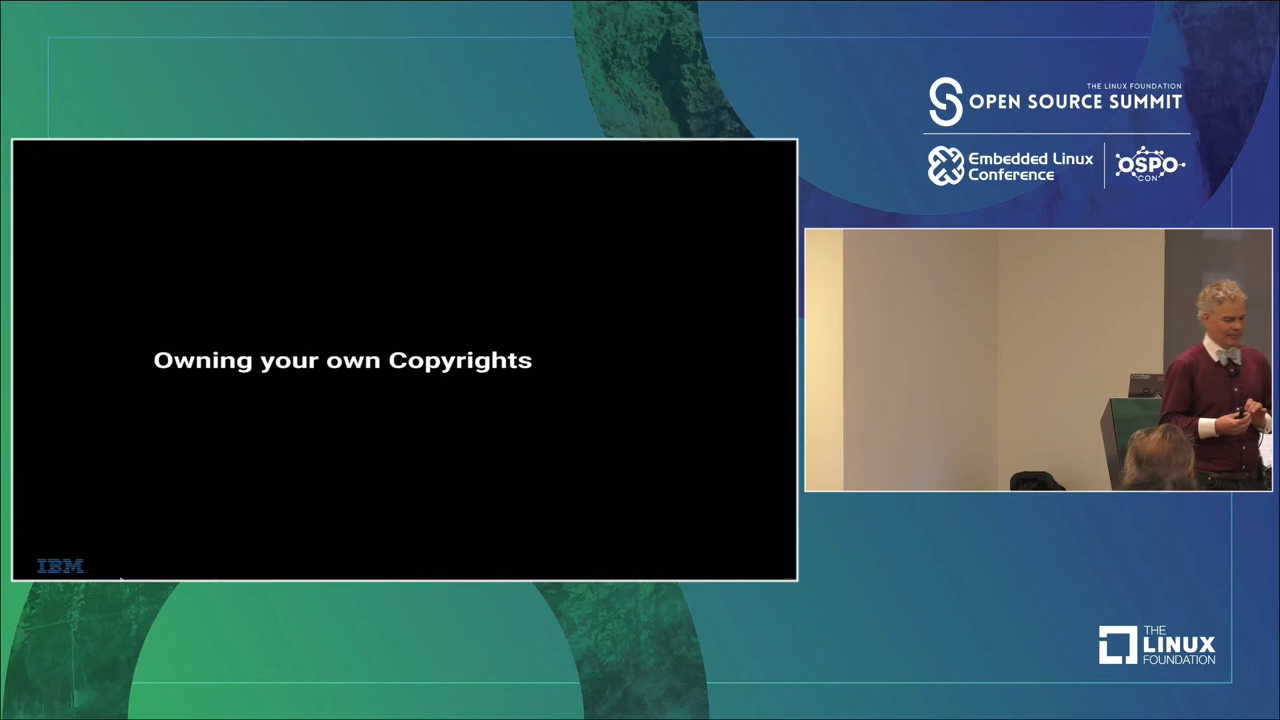 THE LINUX FOUNDATION
OPEN SOURCE SUMMIT
Embedded Linux
Conference
OSPO
CON
Owning your own Copyrights
IBM
THE
LINUX
FOUNDATION